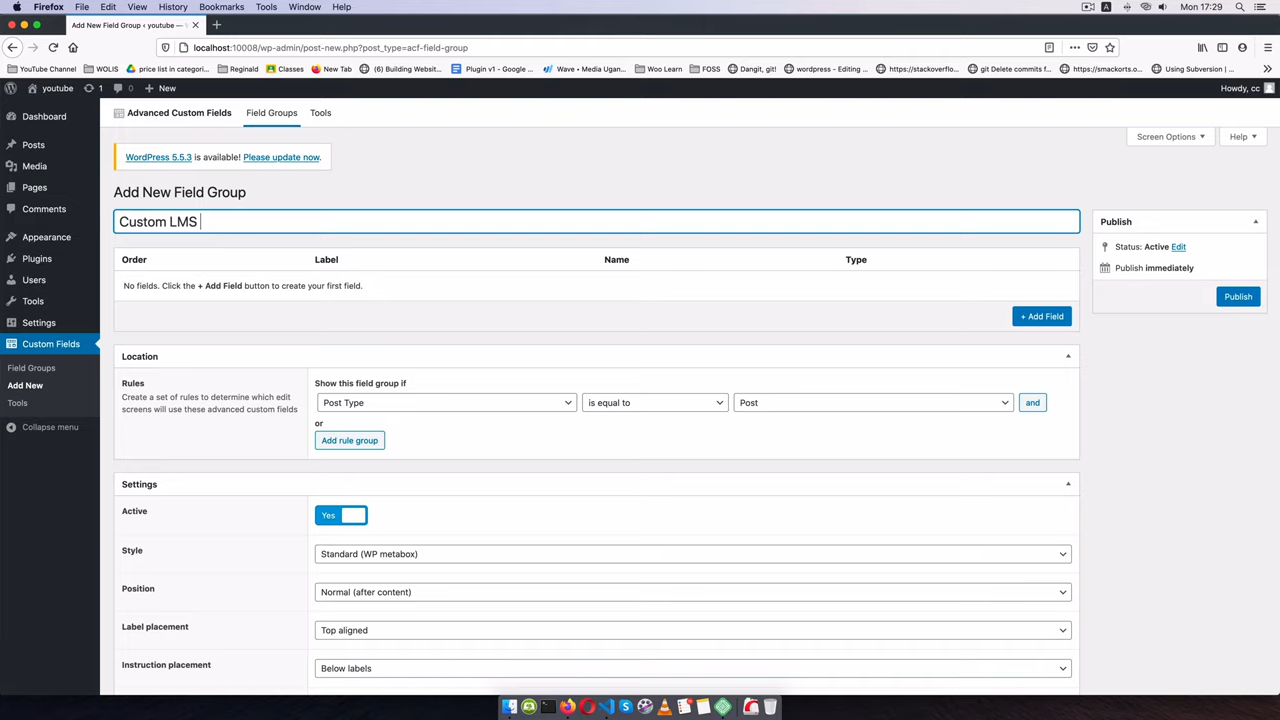 Firefox File Edit View History Bookmarks Tools Window Help A Mon 17:29
Add New Field Group ‹ youtube —
localhost:10008/wp-admin/post-new.php?post_type=acf-field-group
YouTube Channel WOLIS price list in categori... Reginald Classes New Tab (6) Building Websit... Plugin v1 - Google ... Wave • Media Ugan... Woo Learn FOSS Dangit, git! wordpress - Editing ... https://stackoverflo... git Delete commits f... https://smackorts.o... Using Subversion | ...
youtube 1 0 New Howdy, cc
Dashboard
Posts
Media
Pages
Comments
Appearance
Plugins
Users
Tools
Settings
Custom Fields
Field Groups
Add New
Tools
Collapse menu
Advanced Custom Fields Field Groups Tools
Screen Options Help
WordPress 5.5.3 is available! Please update now.
Add New Field Group
Custom LMS
Order Label Name Type
No fields. Click the + Add Field button to create your first field.
+ Add Field
Publish
Status: Active Edit
Publish immediately
Publish
Location
Rules
Create a set of rules to determine which edit
screens will use these advanced custom fields
Show this field group if
Post Type is equal to Post and
or
Add rule group
Settings
Active Yes
Style Standard (WP metabox)
Position Normal (after content)
Label placement Top aligned
Instruction placement Below labels